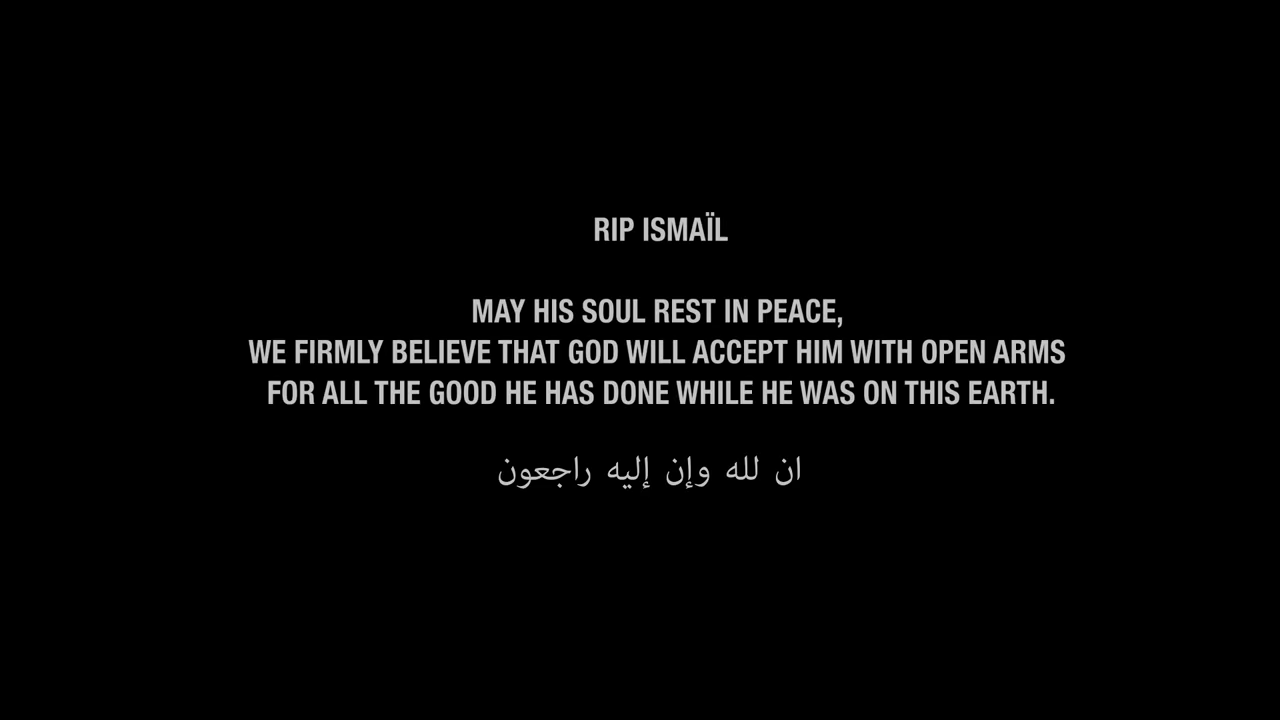 RIP ISMAÏL
MAY HIS SOUL REST IN PEACE,
WE FIRMLY BELIEVE THAT GOD WILL ACCEPT HIM WITH OPEN ARMS
FOR ALL THE GOOD HE HAS DONE WHILE HE WAS ON THIS EARTH.
ان لله وإن إليه راجعون